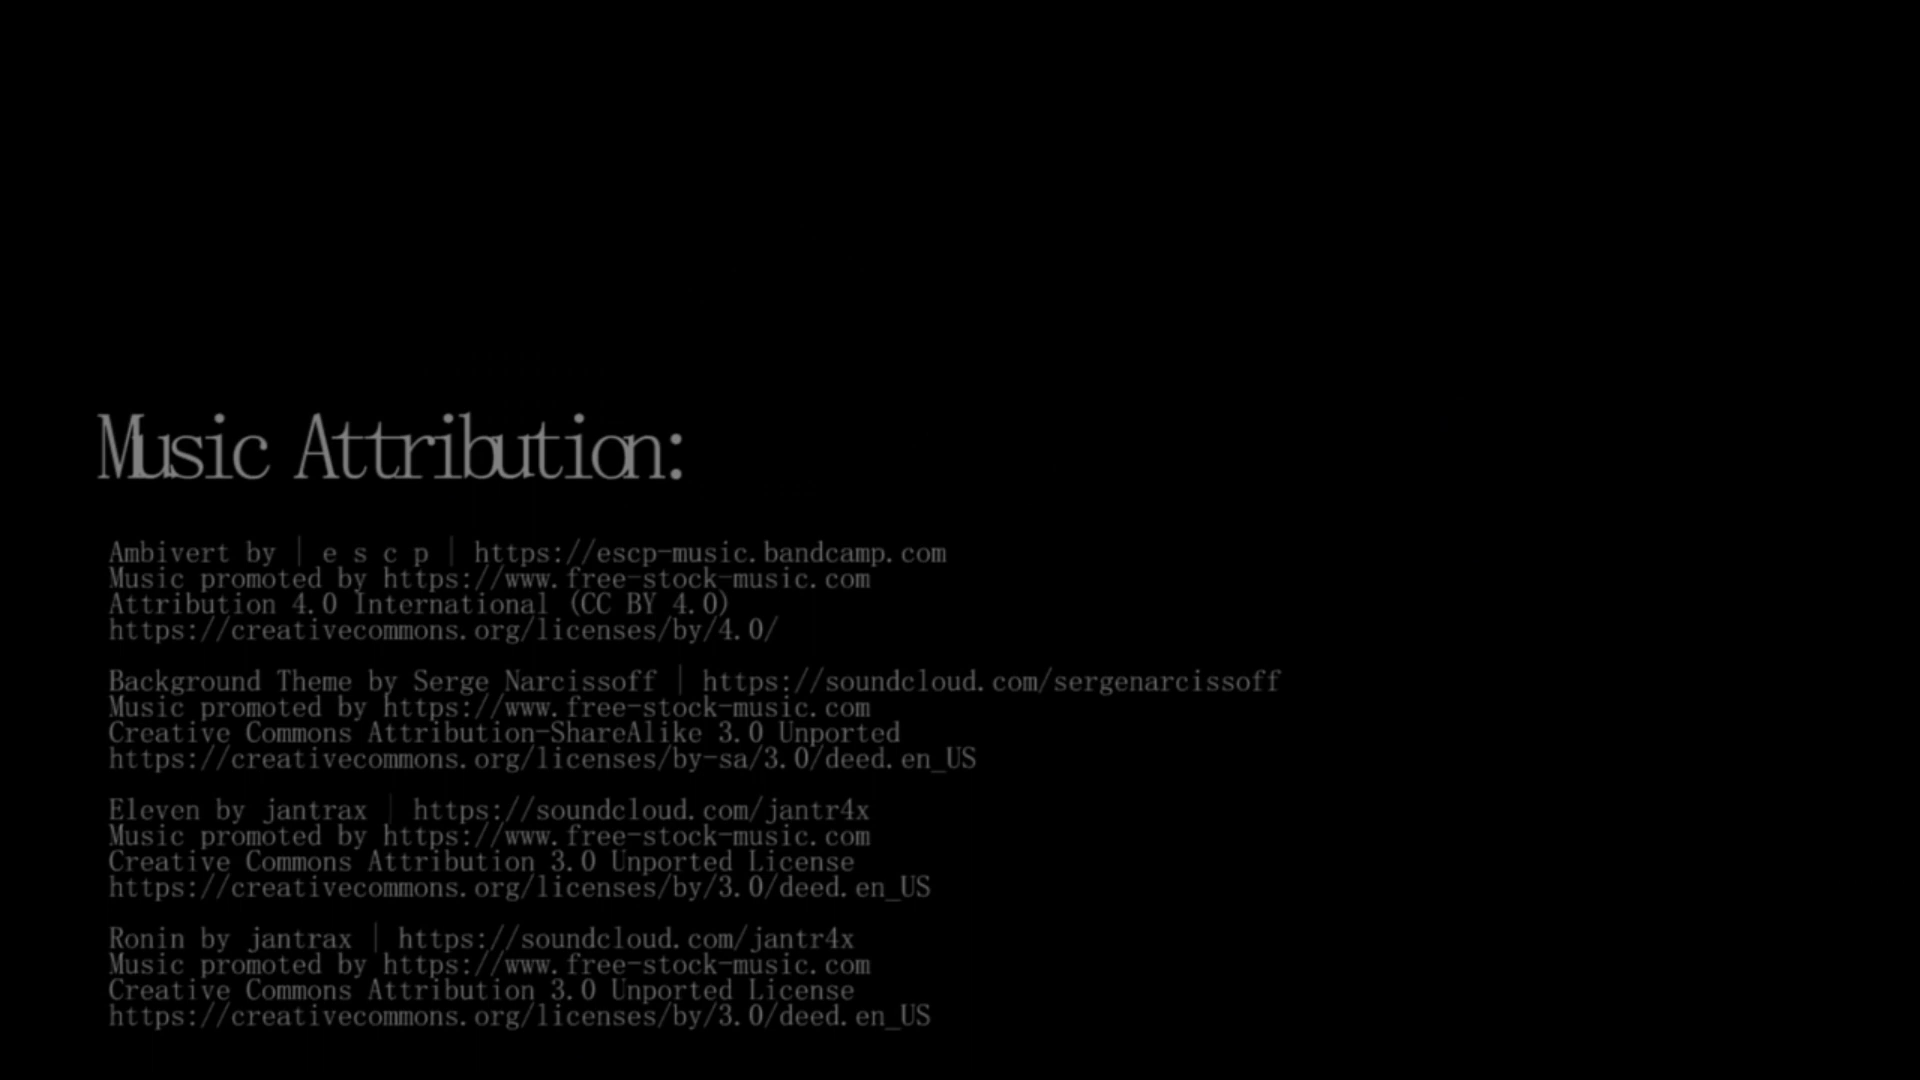 Music Attribution:
Ambivert by | e s c p | https://escp-music.bandcamp.com
Music promoted by https://www.free-stock-music.com
Attribution 4.0 International (CC BY 4.0)
https://creativecommons.org/licenses/by/4.0/
Background Theme by Serge Narcissoff | https://soundcloud.com/sergenarcissoff
Music promoted by https://www.free-stock-music.com
Creative Commons Attribution-ShareAlike 3.0 Unported
https://creativecommons.org/licenses/by-sa/3.0/deed.en_US
Eleven by jantrax | https://soundcloud.com/jantr4x
Music promoted by https://www.free-stock-music.com
Creative Commons Attribution 3.0 Unported License
https://creativecommons.org/licenses/by/3.0/deed.en_US
Ronin by jantrax | https://soundcloud.com/jantr4x
Music promoted by https://www.free-stock-music.com
Creative Commons Attribution 3.0 Unported License
https://creativecommons.org/licenses/by/3.0/deed.en_US